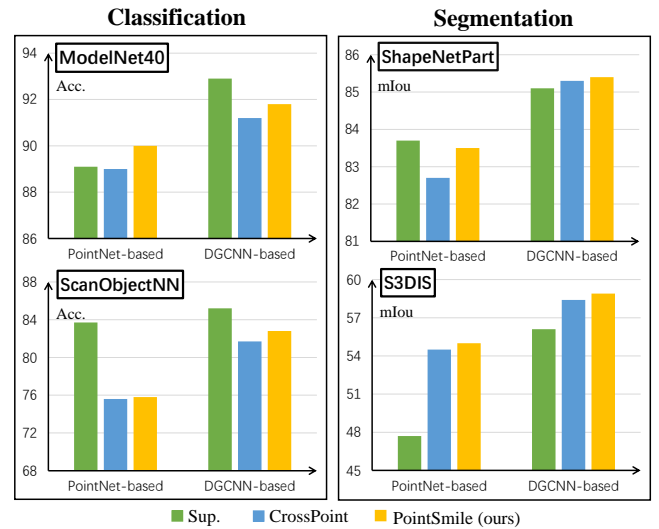 Classification
Segmentation
ModelNet40
Acc.
94
92
90
88
86
PointNet-based
DGCNN-based
ShapeNetPart
mIou
86
85
84
83
82
81
PointNet-based
DGCNN-based
ScanObjectNN
Acc.
88
84
80
76
72
68
PointNet-based
DGCNN-based
S3DIS
mIou
60
57
54
51
48
45
PointNet-based
DGCNN-based
Sup.
CrossPoint
PointSmile (ours)